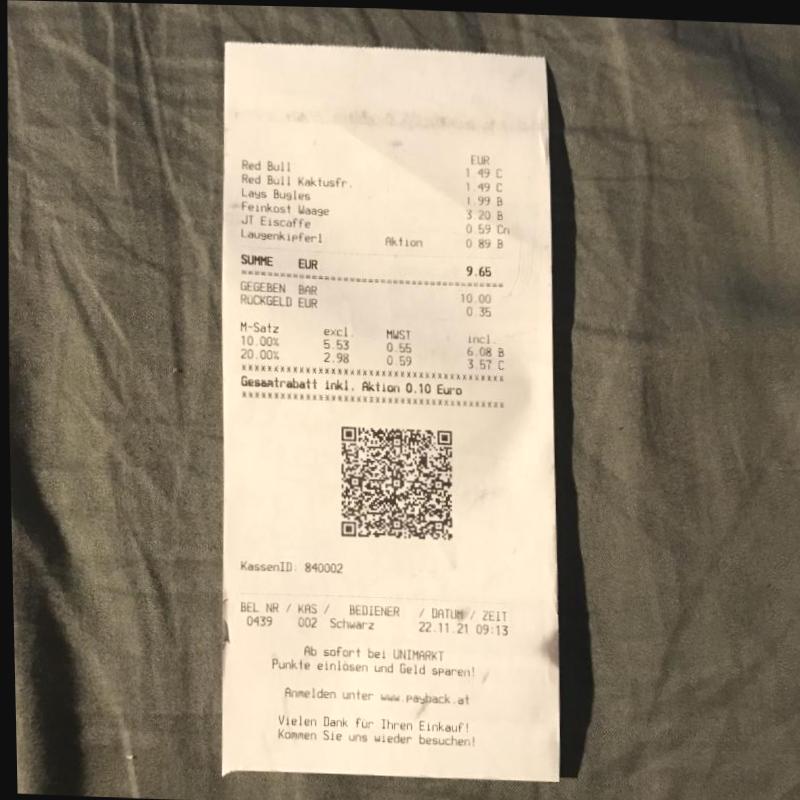 EUR
Red Bull 1 49 C
Red Bull Kaktusfr. 1.49 C
Lays Bugles 1 99 B
Feinkost Waage 3 20 B
JT Eiscaffe 0 59 Cn
Laugenkipferl Aktion 0 89 B
SUMME EUR 9.65
GEGEBEN BAR 10.00
RÜCKGELD EUR 0.35
M-Satz excl. MWST incl.
10.00% 5.53 0.55 6.08 B
20.00% 2.98 0.59 3.57 C
Gesamtrabatt inkl. Aktion 0.10 Euro
KassenID: 840002
BEL NR / KAS / BEDIENER / DATUM / ZEIT
0439 002 Schwarz 22.11.21 09:13
Ab sofort bei UNIMARKT
Punkte einlösen und Geld sparen!
Anmelden unter www.payback.at
Vielen Dank für Ihren Einkauf!
Kommen Sie uns wieder besuchen!